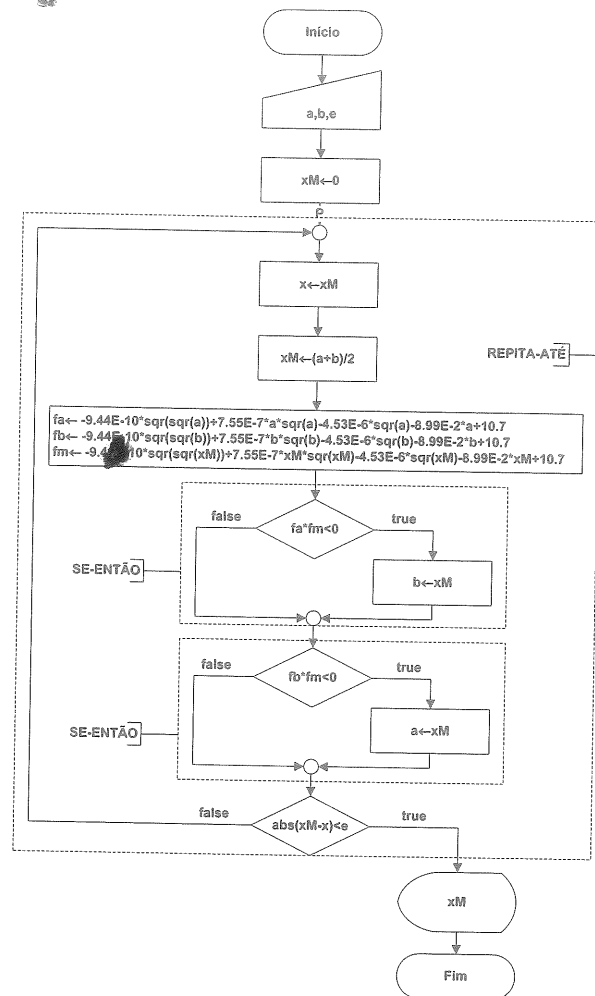 Início
a,b,e
xM←0
x←xM
xM←(a+b)/2
REPITA-ATÉ
fa← -9.44E-10*sqr(sqr(a))+7.55E-7*a*sqr(a)-4.53E-6*sqr(a)-8.99E-2*a+10.7
fb← -9.44E-10*sqr(sqr(b))+7.55E-7*b*sqr(b)-4.53E-6*sqr(b)-8.99E-2*b+10.7
fm← 10*sqr(sqr(xM))+7.55E-7*xM*sqr(xM)-4.53E-6*sqr(xM)-8.99E-2*xM+10.7
fa*fm<0
false
true
b←xM
SE-ENTÃO
fb*fm<0
false
true
a←xM
SE-ENTÃO
abs(xM-x)<e
false
true
xM
Fim